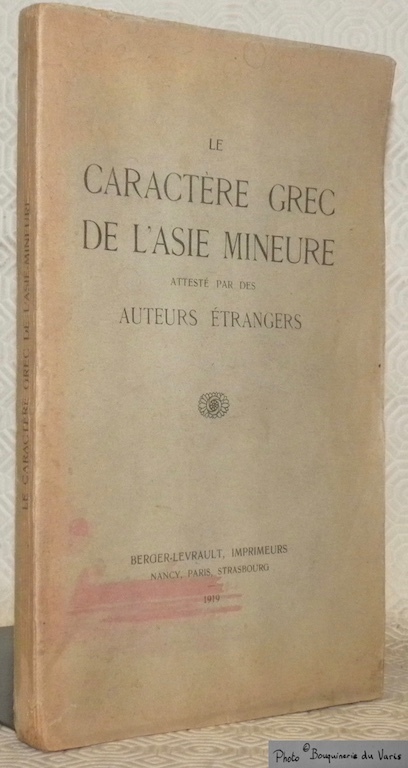 LE
CARACTÈRE GREC
DE L'ASIE MINEURE
ATTESTÉ PAR DES
AUTEURS ÉTRANGERS
BERGER-LEVRAULT, IMPRIMEURS
NANCY, PARIS, STRASBOURG
1919
LE CARACTÈRE GREC DE L'ASIE MINEURE
Photo © Bouquinerie du Varis